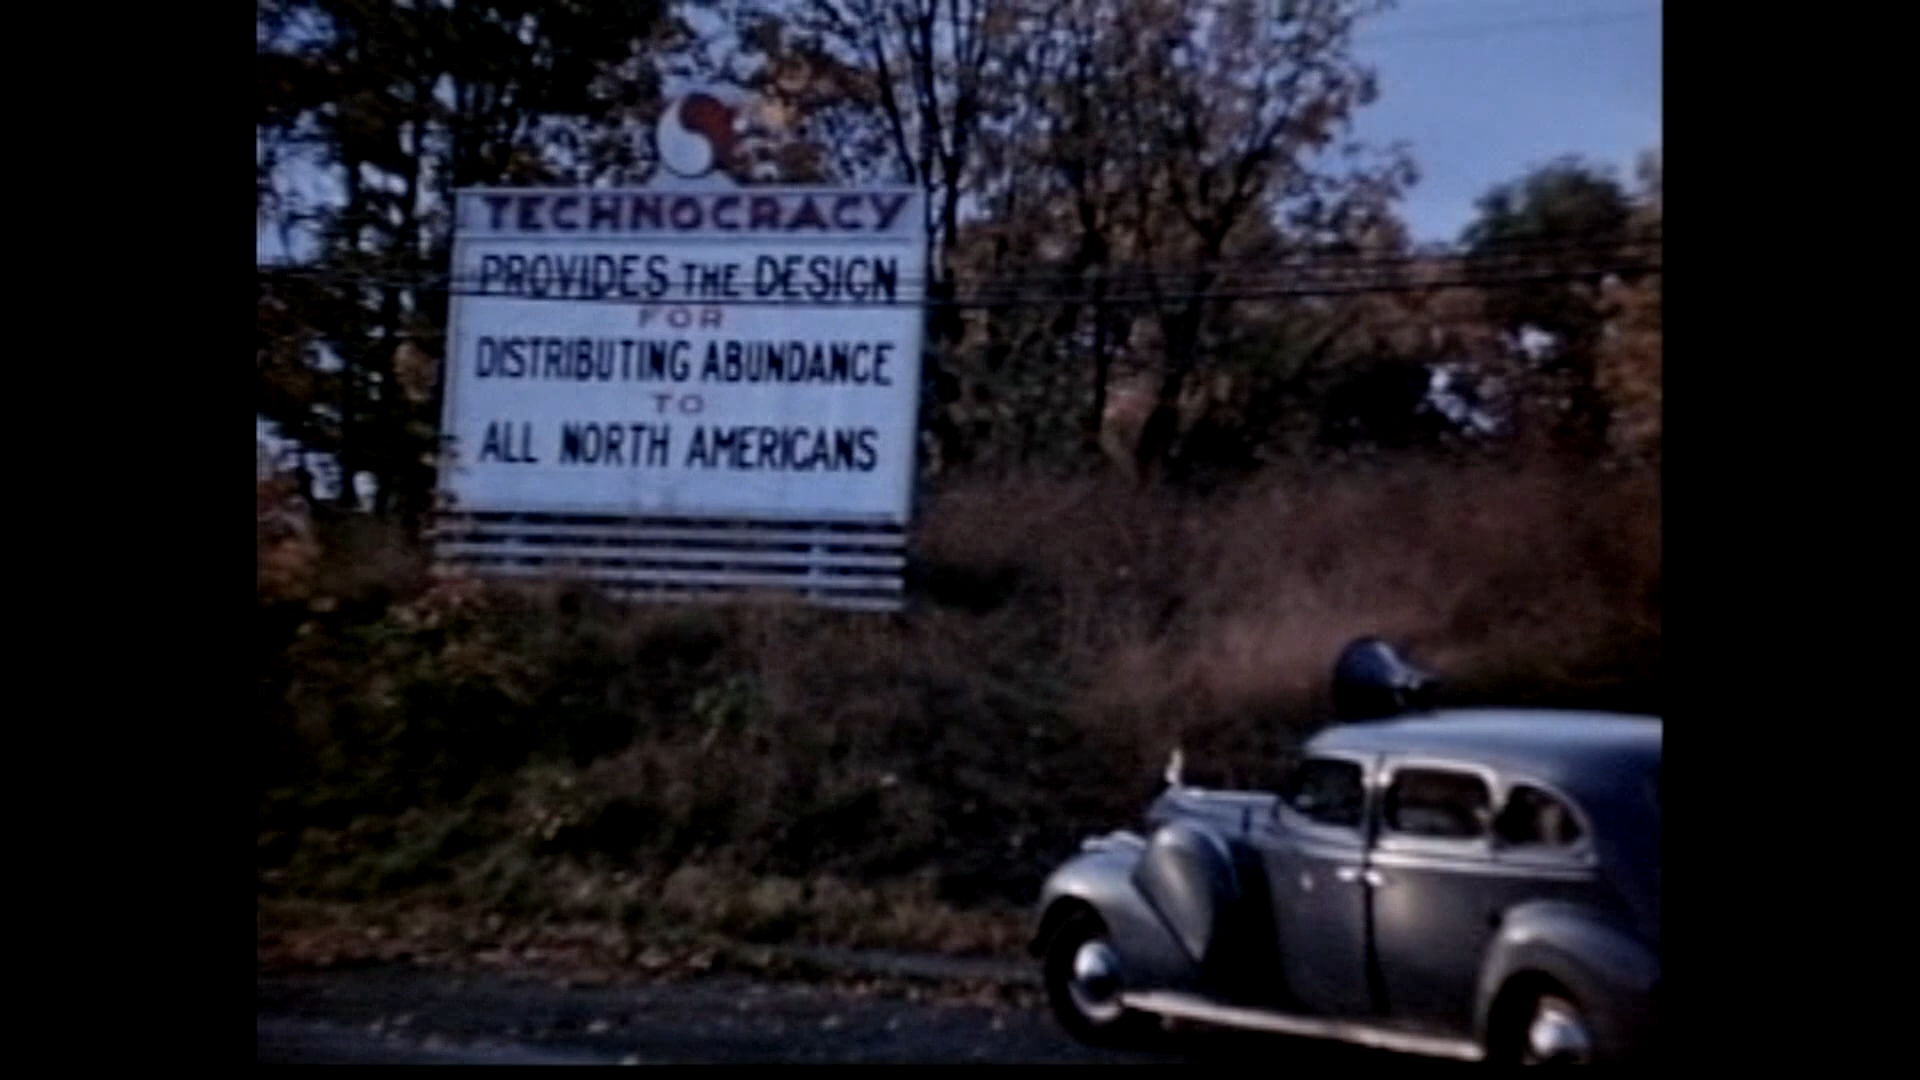 TECHNOCRACY
PROVIDES THE DESIGN
FOR
DISTRIBUTING ABUNDANCE
TO
ALL NORTH AMERICANS